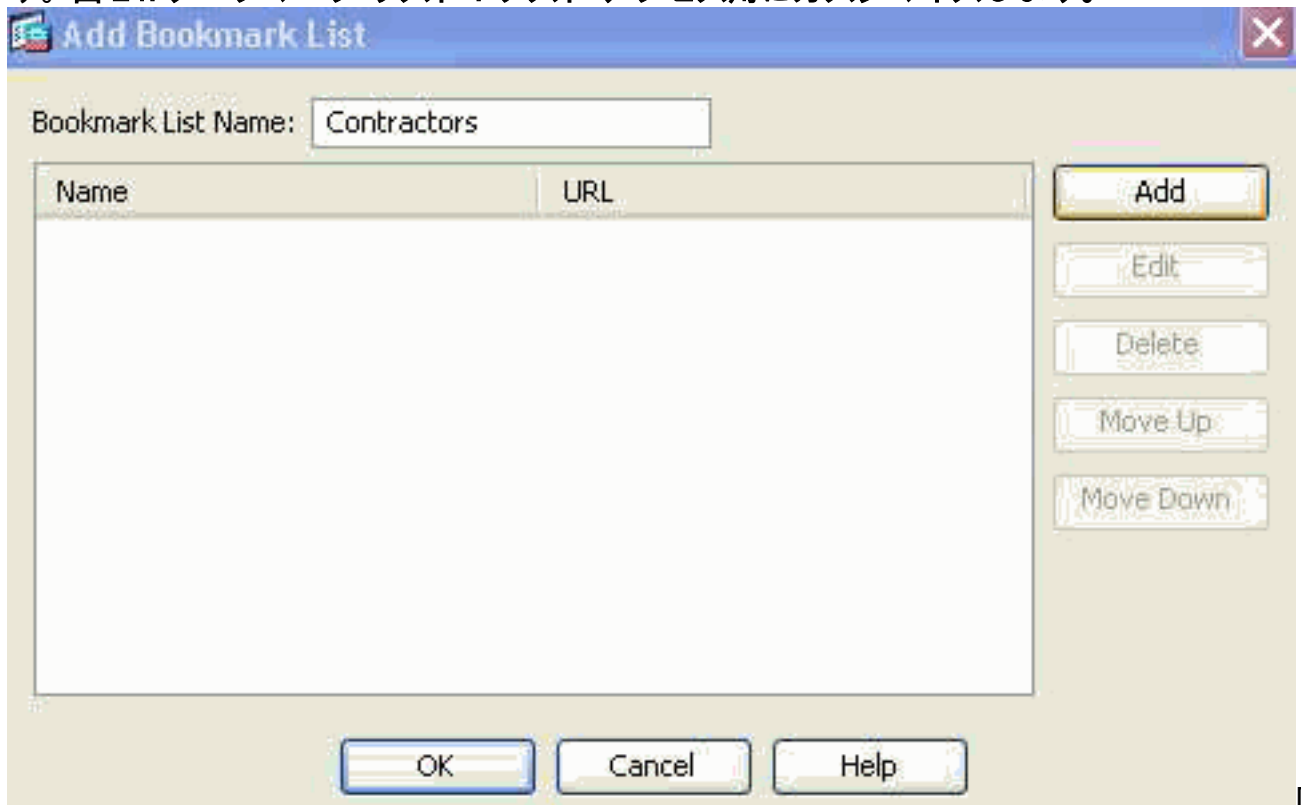 Add Bookmark List
Bookmark List Name: Contractors
Name URL
Add
Edit
Delete
Move Up
Move Down
OK Cancel Help